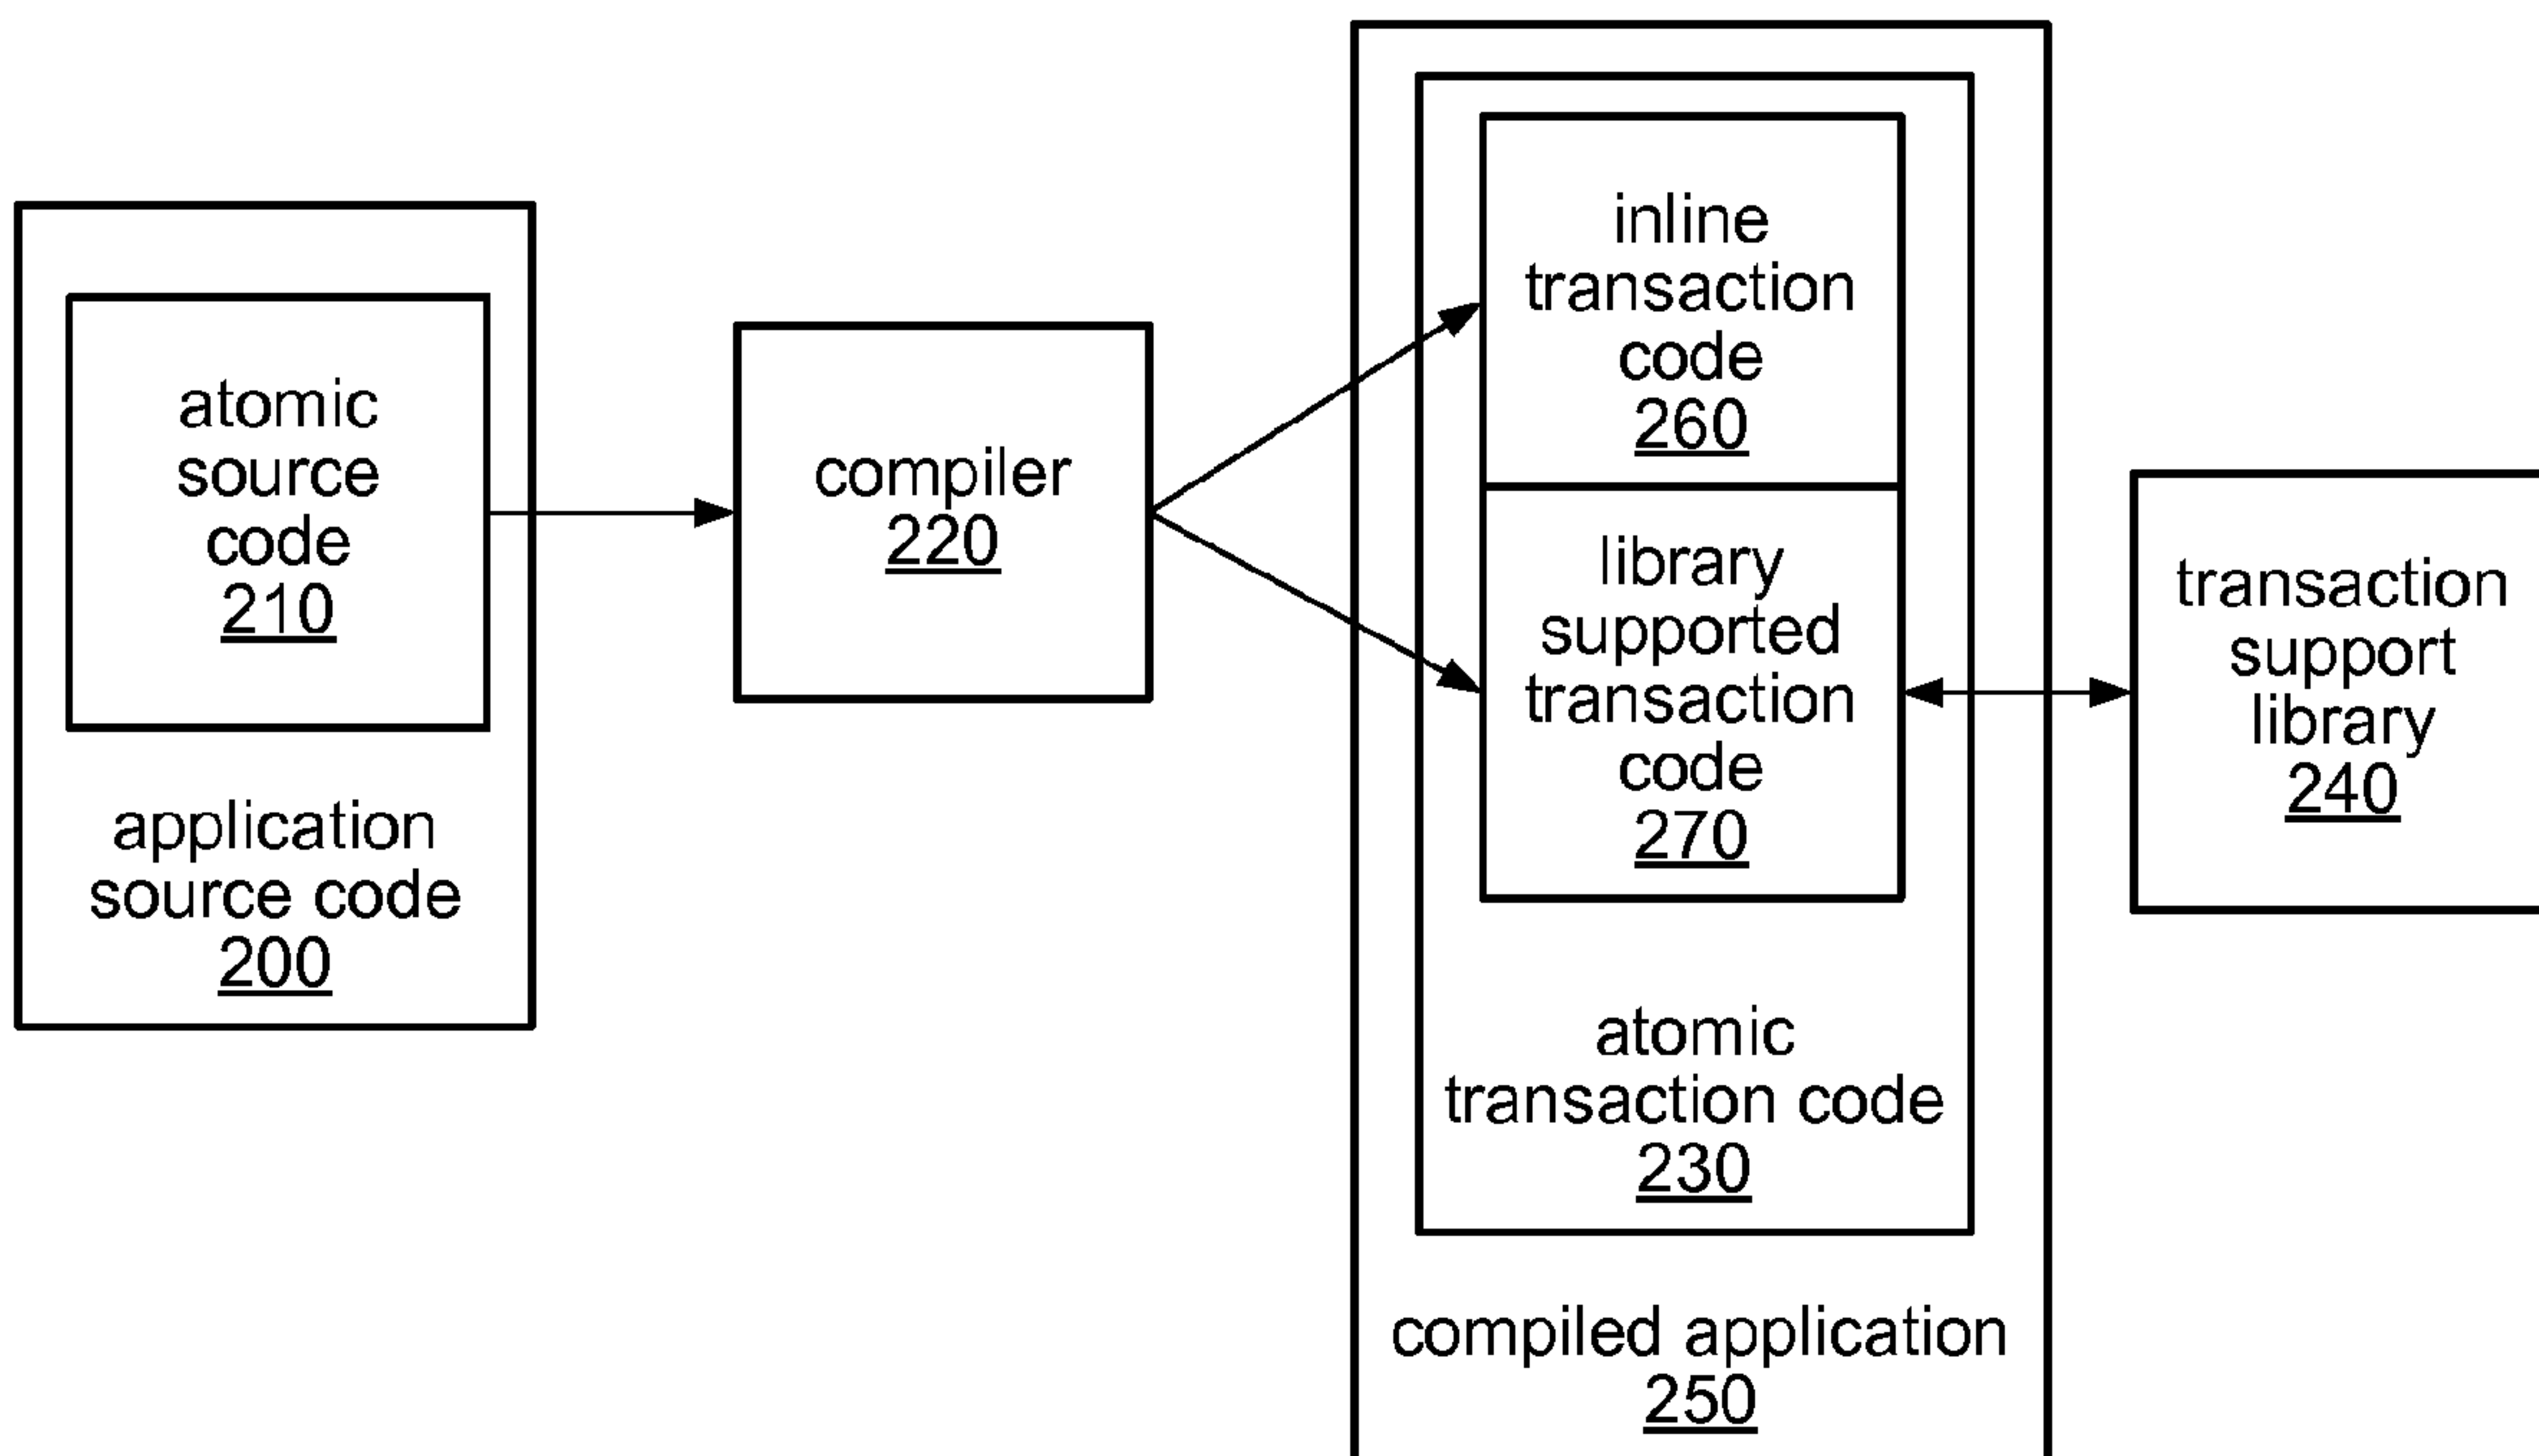 atomic
source
code
210
application
source code
200
compiler
220
inline
transaction
code
260
library
supported
transaction
code
270
atomic
transaction code
230
compiled application
250
transaction
support
library
240